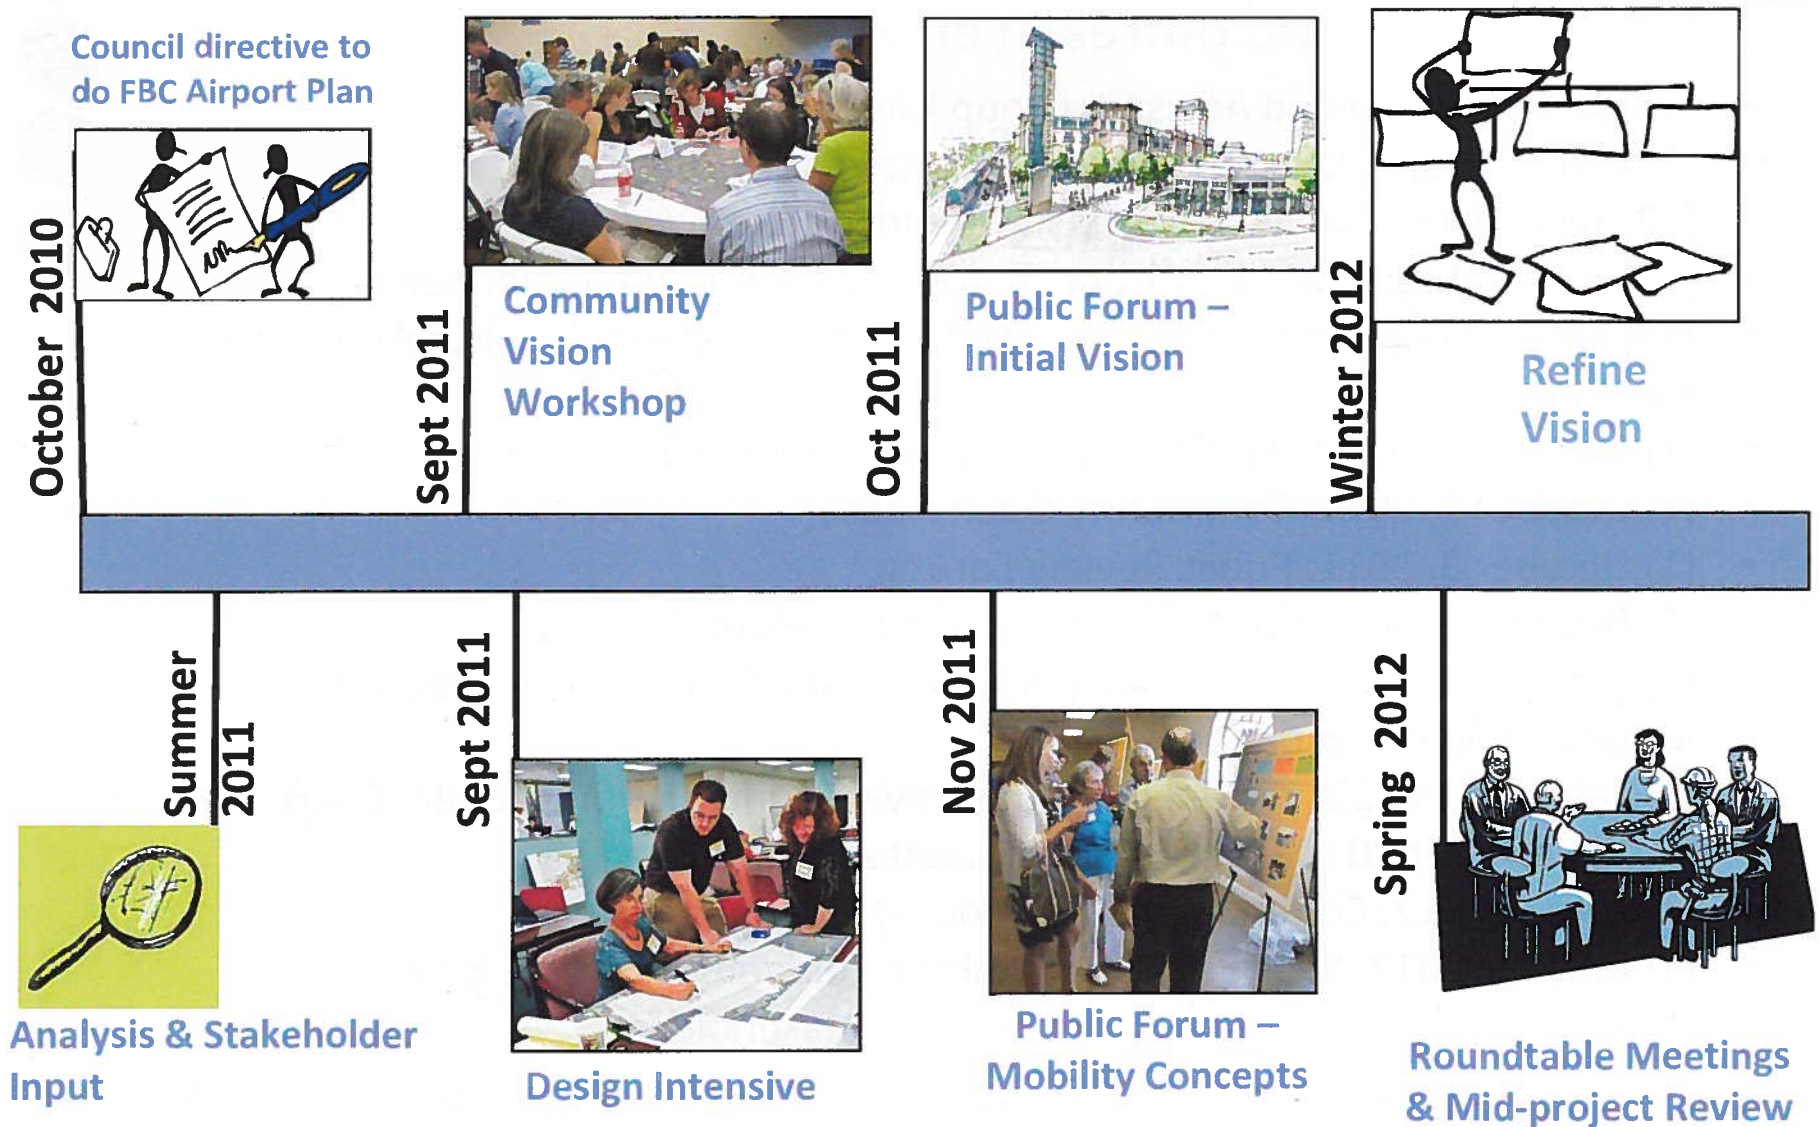 Council directive to
do FBC Airport Plan
October 2010
Sept 2011
Community
Vision
Workshop
Oct 2011
Public Forum –
Initial Vision
Winter 2012
Refine
Vision
Summer
2011
Analysis & Stakeholder
Input
Sept 2011
Design Intensive
Nov 2011
Public Forum –
Mobility Concepts
Spring 2012
Roundtable Meetings
& Mid-project Review